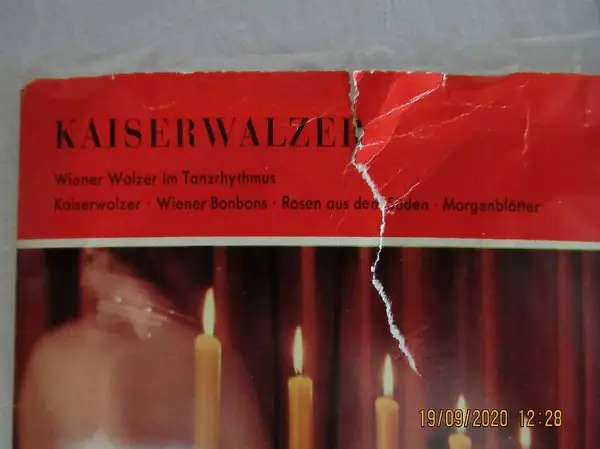 KAISERWALZER
Wiener Walzer im Tanzrhythmus
Kaiserwalzer · Wiener Bonbons · Rosen aus dem Süden · Morgenblätter
19/09/2020 12:28